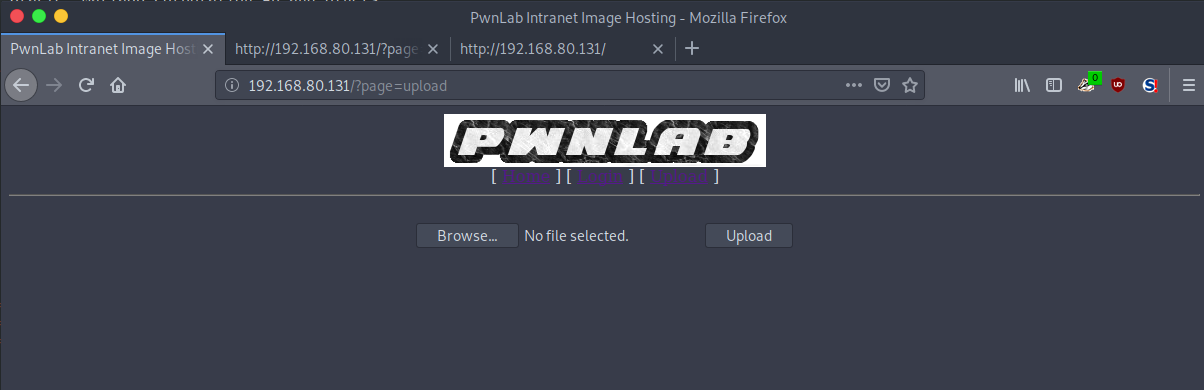 PwnLab Intranet Image Hosting - Mozilla Firefox
PwnLab Intranet Image Host
http://192.168.80.131/?page
http://192.168.80.131/
192.168.80.131/?page=upload
0
PWNLAB
[ Home ] [ Login ] [ Upload ]
Browse... No file selected. Upload